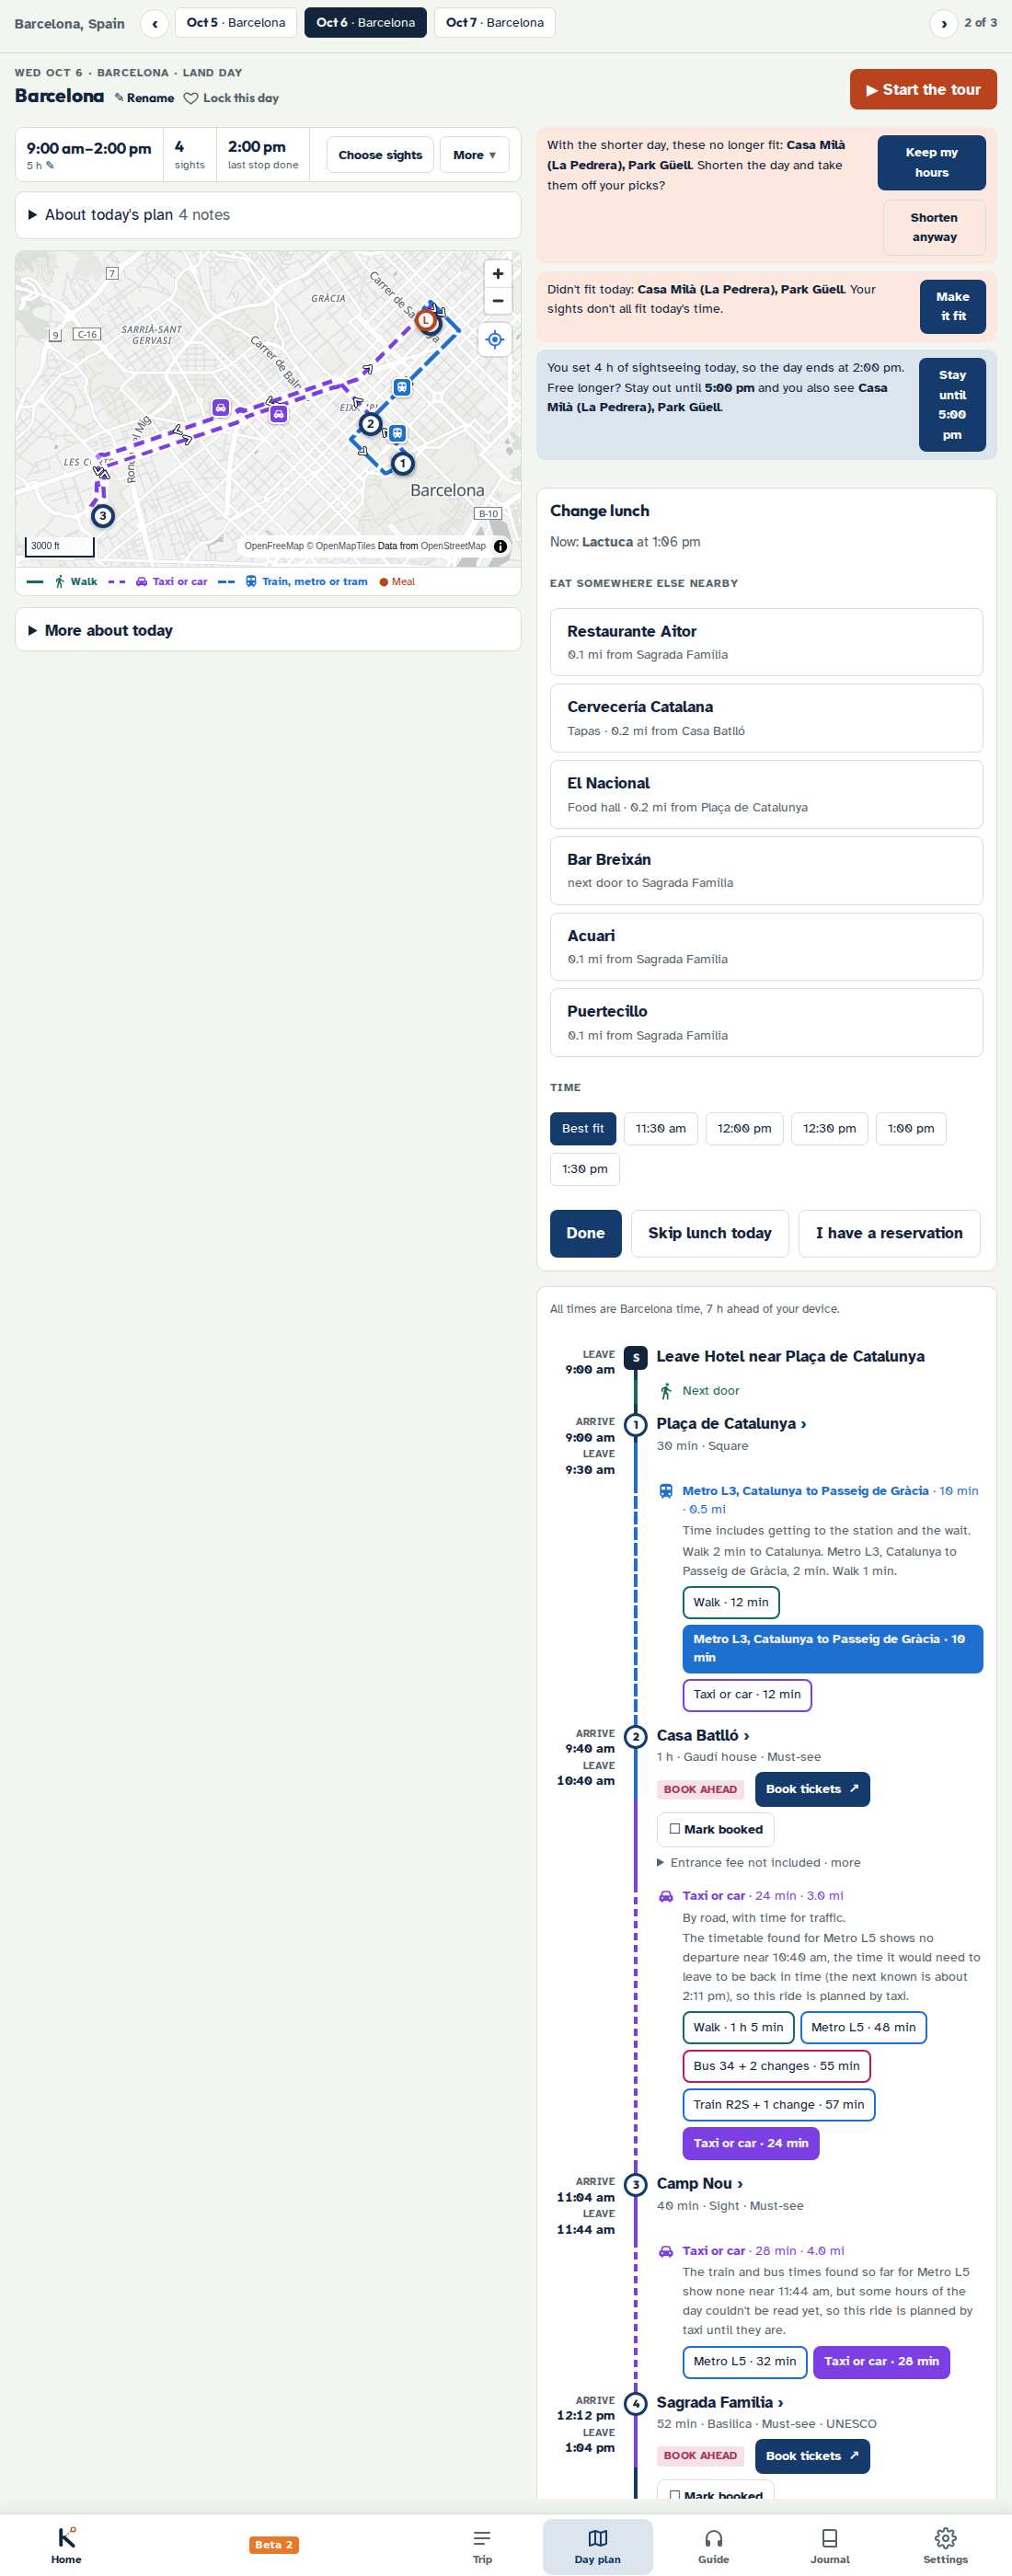 Barcelona, Spain
‹
Oct 5 · Barcelona
Oct 6 · Barcelona
Oct 7 · Barcelona
›
2 of 3
WED OCT 6 · BARCELONA · LAND DAY
Barcelona
✎ Rename
Lock this day
▶ Start the tour
9:00 am–2:00 pm
5 h ✎
4
sights
2:00 pm
last stop done
Choose sights
More ▾
▶ About today's plan 4 notes
7
9
C-16
SARRIÀ-SANT
GERVASI
GRÀCIA
Carrer de
Carrer de
LES
Barcelona
B-10
L
2
1
3
+
−
3000 ft
OpenFreeMap © OpenMapTiles Data from OpenStreetMap
Walk
Taxi or car
Train, metro or tram
Meal
▶ More about today
With the shorter day, these no longer fit: Casa Milà
(La Pedrera), Park Güell. Shorten the day and take
them off your picks?
Keep my
hours
Shorten
anyway
Didn't fit today: Casa Milà (La Pedrera), Park Güell. Your
sights don't all fit today's time.
Make
it fit
You set 4 h of sightseeing today, so the day ends at 2:00 pm.
Free longer? Stay out until 5:00 pm and you also see Casa
Milà (La Pedrera), Park Güell.
Stay
until
5:00
pm
Change lunch
Now: Lactuca at 1:06 pm
EAT SOMEWHERE ELSE NEARBY
Restaurante Aitor
0.1 mi from Sagrada Família
Cervecería Catalana
Tapas · 0.2 mi from Casa Batlló
El Nacional
Food hall · 0.2 mi from Plaça de Catalunya
Bar Breixán
next door to Sagrada Família
Acuari
0.1 mi from Sagrada Família
Puertecillo
0.1 mi from Sagrada Família
TIME
Best fit
11:30 am
12:00 pm
12:30 pm
1:00 pm
1:30 pm
Done
Skip lunch today
I have a reservation
All times are Barcelona time, 7 h ahead of your device.
LEAVE
9:00 am
S
Leave Hotel near Plaça de Catalunya
Next door
ARRIVE
9:00 am
LEAVE
9:30 am
1
Plaça de Catalunya ›
30 min · Square
Metro L3, Catalunya to Passeig de Gràcia · 10 min
· 0.5 mi
Time includes getting to the station and the wait.
Walk 2 min to Catalunya. Metro L3, Catalunya to
Passeig de Gràcia, 2 min. Walk 1 min.
Walk · 12 min
Metro L3, Catalunya to Passeig de Gràcia · 10
min
Taxi or car · 12 min
ARRIVE
9:40 am
LEAVE
10:40 am
2
Casa Batlló ›
1 h · Gaudí house · Must-see
BOOK AHEAD
Book tickets ↗
☐ Mark booked
▶ Entrance fee not included · more
Taxi or car · 24 min · 3.0 mi
By road, with time for traffic.
The timetable found for Metro L5 shows no
departure near 10:40 am, the time it would need to
leave to be back in time (the next known is about
2:11 pm), so this ride is planned by taxi.
Walk · 1 h 5 min
Metro L5 · 48 min
Bus 34 + 2 changes · 55 min
Train R2S + 1 change · 57 min
Taxi or car · 24 min
ARRIVE
11:04 am
LEAVE
11:44 am
3
Camp Nou ›
40 min · Sight · Must-see
Taxi or car · 28 min · 4.0 mi
The train and bus times found so far for Metro L5
show none near 11:44 am, but some hours of the
day couldn't be read yet, so this ride is planned by
taxi until they are.
Metro L5 · 32 min
Taxi or car · 28 min
ARRIVE
12:12 pm
LEAVE
1:04 pm
4
Sagrada Família ›
52 min · Basilica · Must-see · UNESCO
BOOK AHEAD
Book tickets ↗
☐ Mark booked
Home
Beta 2
Trip
Day plan
Guide
Journal
Settings